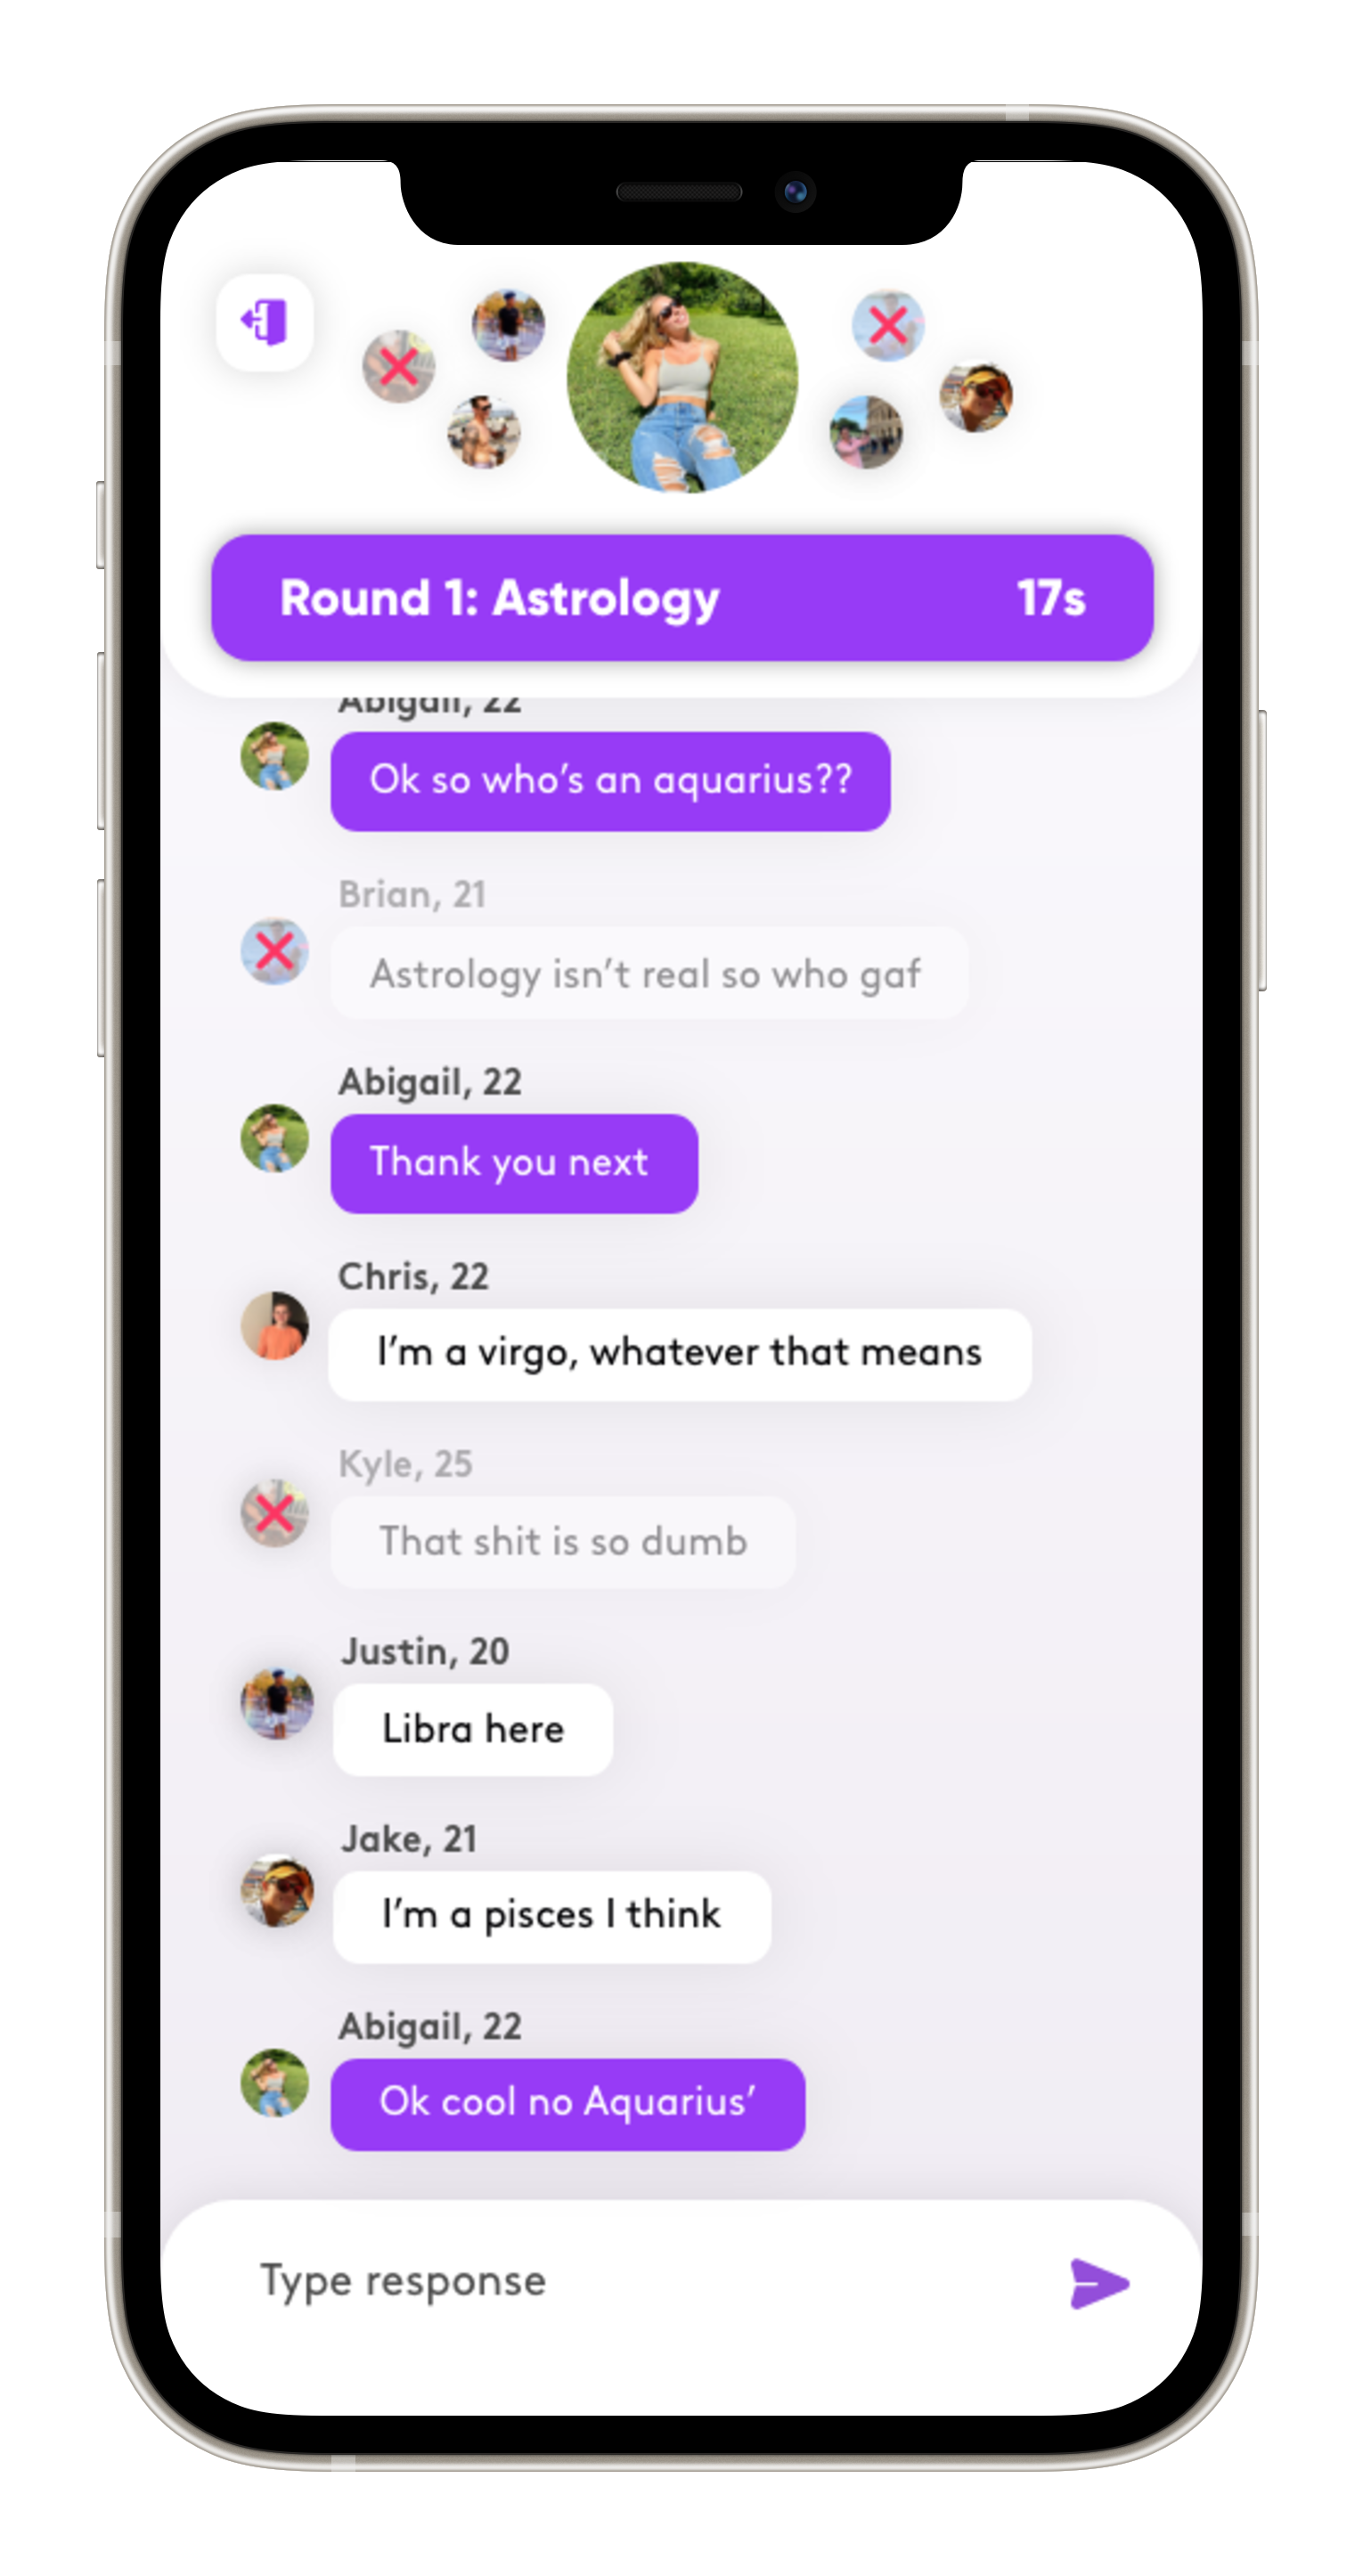 Round 1: Astrology 17s
Abigail, 22
Ok so who’s an aquarius??
Brian, 21
Astrology isn’t real so who gaf
Abigail, 22
Thank you next
Chris, 22
I’m a virgo, whatever that means
Kyle, 25
That shit is so dumb
Justin, 20
Libra here
Jake, 21
I’m a pisces I think
Abigail, 22
Ok cool no Aquarius’
Type response